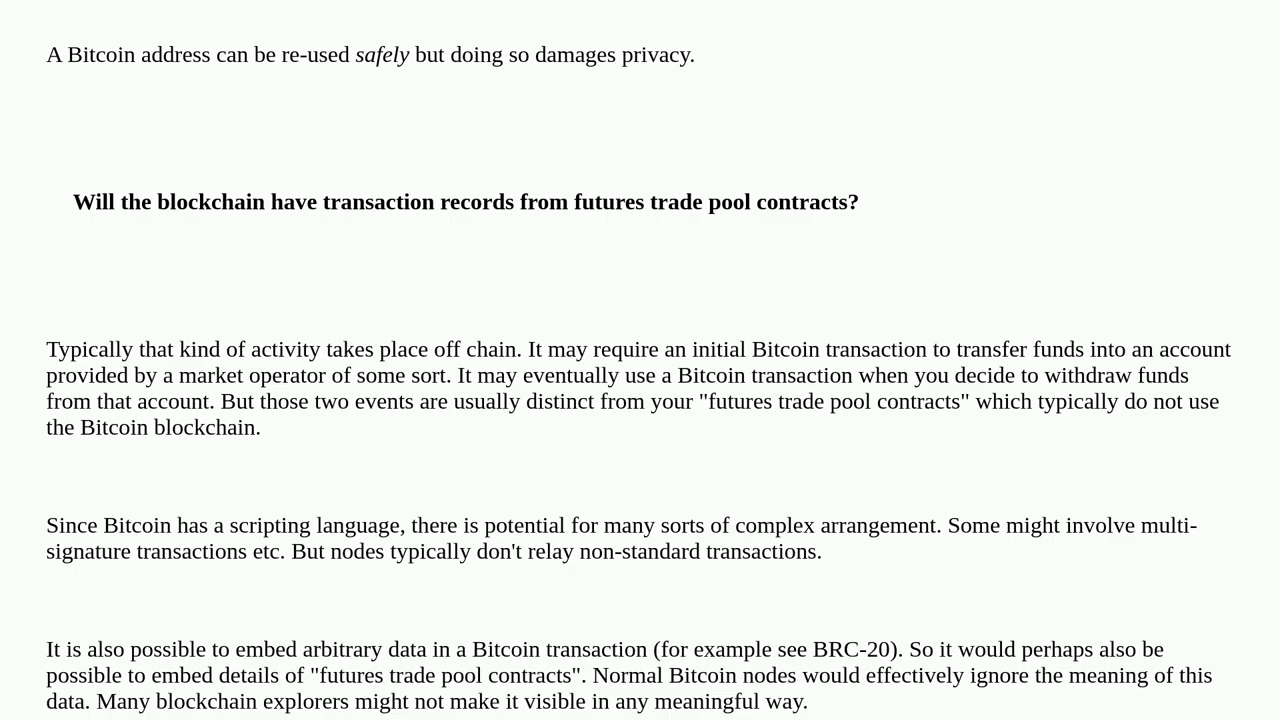 A Bitcoin address can be re-used safely but doing so damages privacy.
Will the blockchain have transaction records from futures trade pool contracts?
Typically that kind of activity takes place off chain. It may require an initial Bitcoin transaction to transfer funds into an account
provided by a market operator of some sort. It may eventually use a Bitcoin transaction when you decide to withdraw funds
from that account. But those two events are usually distinct from your "futures trade pool contracts" which typically do not use
the Bitcoin blockchain.
Since Bitcoin has a scripting language, there is potential for many sorts of complex arrangement. Some might involve multi-
signature transactions etc. But nodes typically don't relay non-standard transactions.
It is also possible to embed arbitrary data in a Bitcoin transaction (for example see BRC-20). So it would perhaps also be
possible to embed details of "futures trade pool contracts". Normal Bitcoin nodes would effectively ignore the meaning of this
data. Many blockchain explorers might not make it visible in any meaningful way.